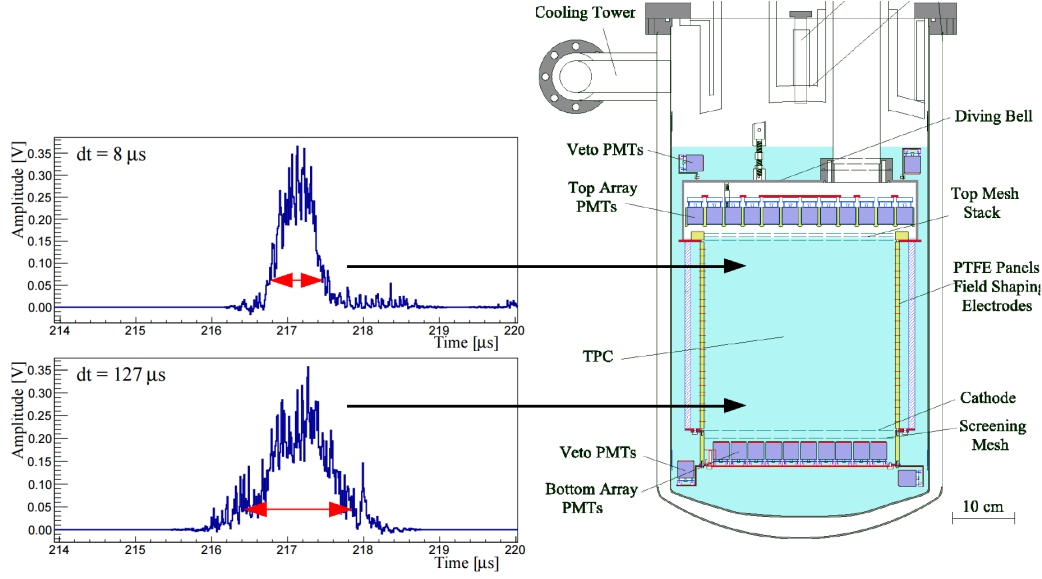 Cooling Tower
Diving Bell
Veto PMTs
Top Array
PMTs
Top Mesh
Stack
PTFE Panels
Field Shaping
Electrodes
TPC
Cathode
Screening
Mesh
Veto PMTs
Bottom Array
PMTs
10 cm
Amplitude [V]
dt = 8 μs
0.35
0.30
0.25
0.20
0.15
0.10
0.05
0.00
214 215 216 217 218 219 220
Time [μs]
Amplitude [V]
dt = 127 μs
0.35
0.30
0.25
0.20
0.15
0.10
0.05
0.00
214 215 216 217 218 219 220
Time [μs]